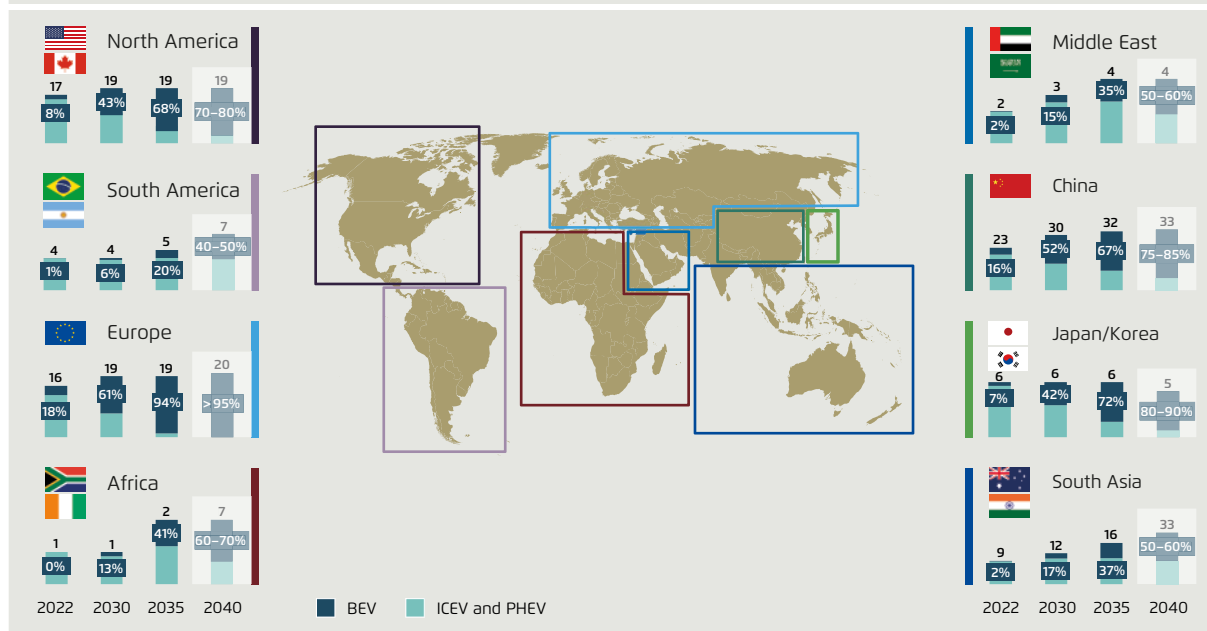 North America
17 19 19 19
8% 43% 68% 70–80%
South America
4 4 5 7
1% 6% 20% 40–50%
Europe
16 19 19 20
18% 61% 94% >95%
Africa
1 1 2 7
0% 13% 41% 60–70%
2022 2030 2035 2040
BEV ICEV and PHEV
Middle East
2 3 4 4
2% 15% 35% 50–60%
China
23 30 32 33
16% 52% 67% 75–85%
Japan/Korea
6 6 6 5
7% 42% 72% 80–90%
South Asia
9 12 16 33
2% 17% 37% 50–60%
2022 2030 2035 2040